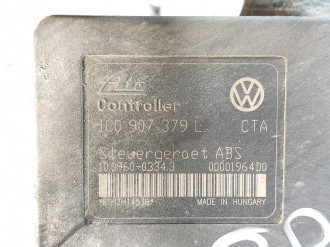 Ate
Controller
1C0 907 379 L CTA
Steuergeraet ABS
10.0960-0334.3 00001964D0
MADE IN HUNGARY